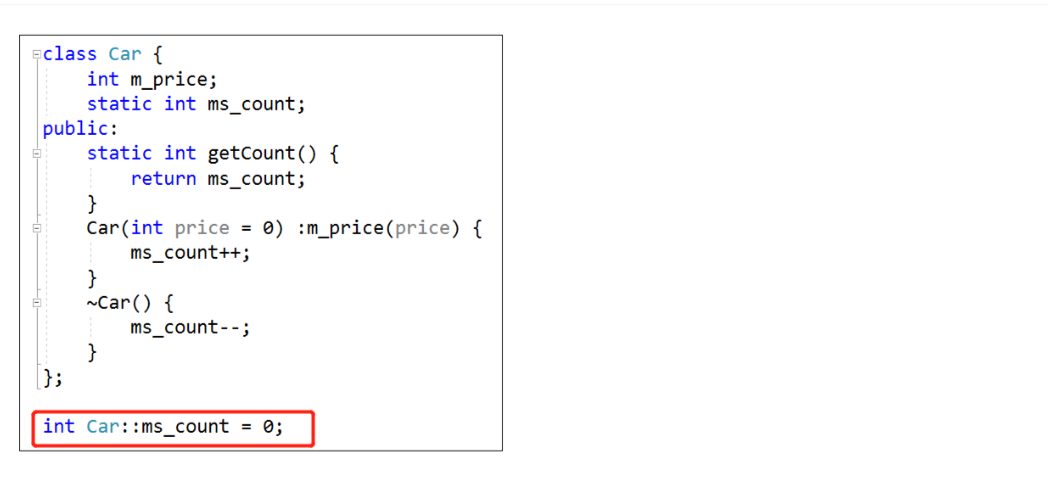 class Car {
    int m_price;
    static int ms_count;
public:
    static int getCount() {
        return ms_count;
    }
    Car(int price = 0) :m_price(price) {
        ms_count++;
    }
    ~Car() {
        ms_count--;
    }
};
int Car::ms_count = 0;